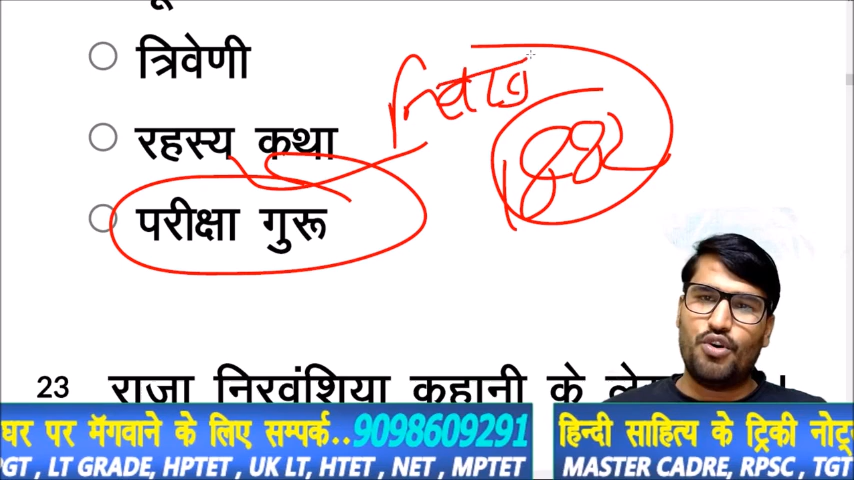 त्रिवेणी
रहस्य कथा
1882
परीक्षा गुरू
23 राजा निरवंशिया कहानी के
घर पर मॅगवाने के लिए सम्पर्क..9098609291
हिन्दी साहित्य के ट्रिकी नोट्
PGT , LT GRADE, HPTET , UK LT, HTET , NET , MPTET
MASTER CADRE, RPSC , TGT